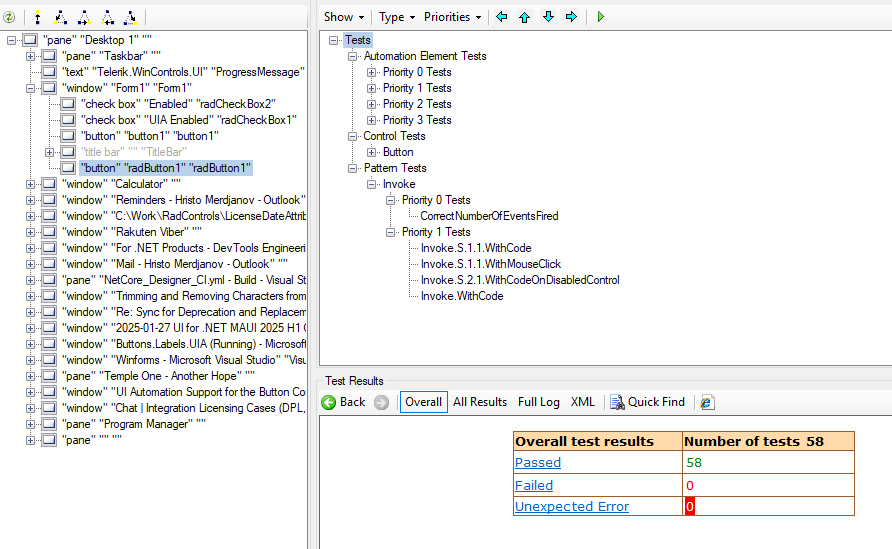 "pane" "Desktop 1" ""
"pane" "Taskbar" ""
"text" "Telerik.WinControls.UI" "ProgressMessage"
"window" "Form1" "Form1"
"check box" "Enabled" "radCheckBox2"
"check box" "UIA Enabled" "radCheckBox1"
"button" "button1" "button1"
"title bar" "" "TitleBar"
"button" "radButton1" "radButton1"
"window" "Calculator" ""
"window" "Reminders - Hristo Merdjanov - Outlook"
"window" "C:\Work\RadControls\LicenseDateAttrib
"window" "Rakuten Viber" ""
"window" "For .NET Products - DevTools Engineeri
"window" "Mail - Hristo Merdjanov - Outlook" ""
"pane" "NetCore_Designer_CI.yml - Build - Visual St
"window" "Trimming and Removing Characters from
"window" "Re: Sync for Deprecation and Replacem
"window" "2025-01-27 UI for .NET MAUI 2025 H1
"window" "Buttons.Labels.UIA (Running) - Microsof
"window" "Winforms - Microsoft Visual Studio" "Visu
"pane" "Temple One - Another Hope" ""
"window" "UI Automation Support for the Button Co
"window" "Chat | Integration Licensing Cases (DPL,
"pane" "Program Manager" ""
"pane" "" ""
Show Type Priorities
Tests
Automation Element Tests
Priority 0 Tests
Priority 1 Tests
Priority 2 Tests
Priority 3 Tests
Control Tests
Button
Pattern Tests
Invoke
Priority 0 Tests
CorrectNumberOfEventsFired
Priority 1 Tests
Invoke.S.1.1.WithCode
Invoke.S.1.1.WithMouseClick
Invoke.S.2.1.WithCodeOnDisabledControl
Invoke.WithCode
Test Results
Back Overall All Results Full Log XML Quick Find
Overall test results Number of tests 58
Passed 58
Failed 0
Unexpected Error 0